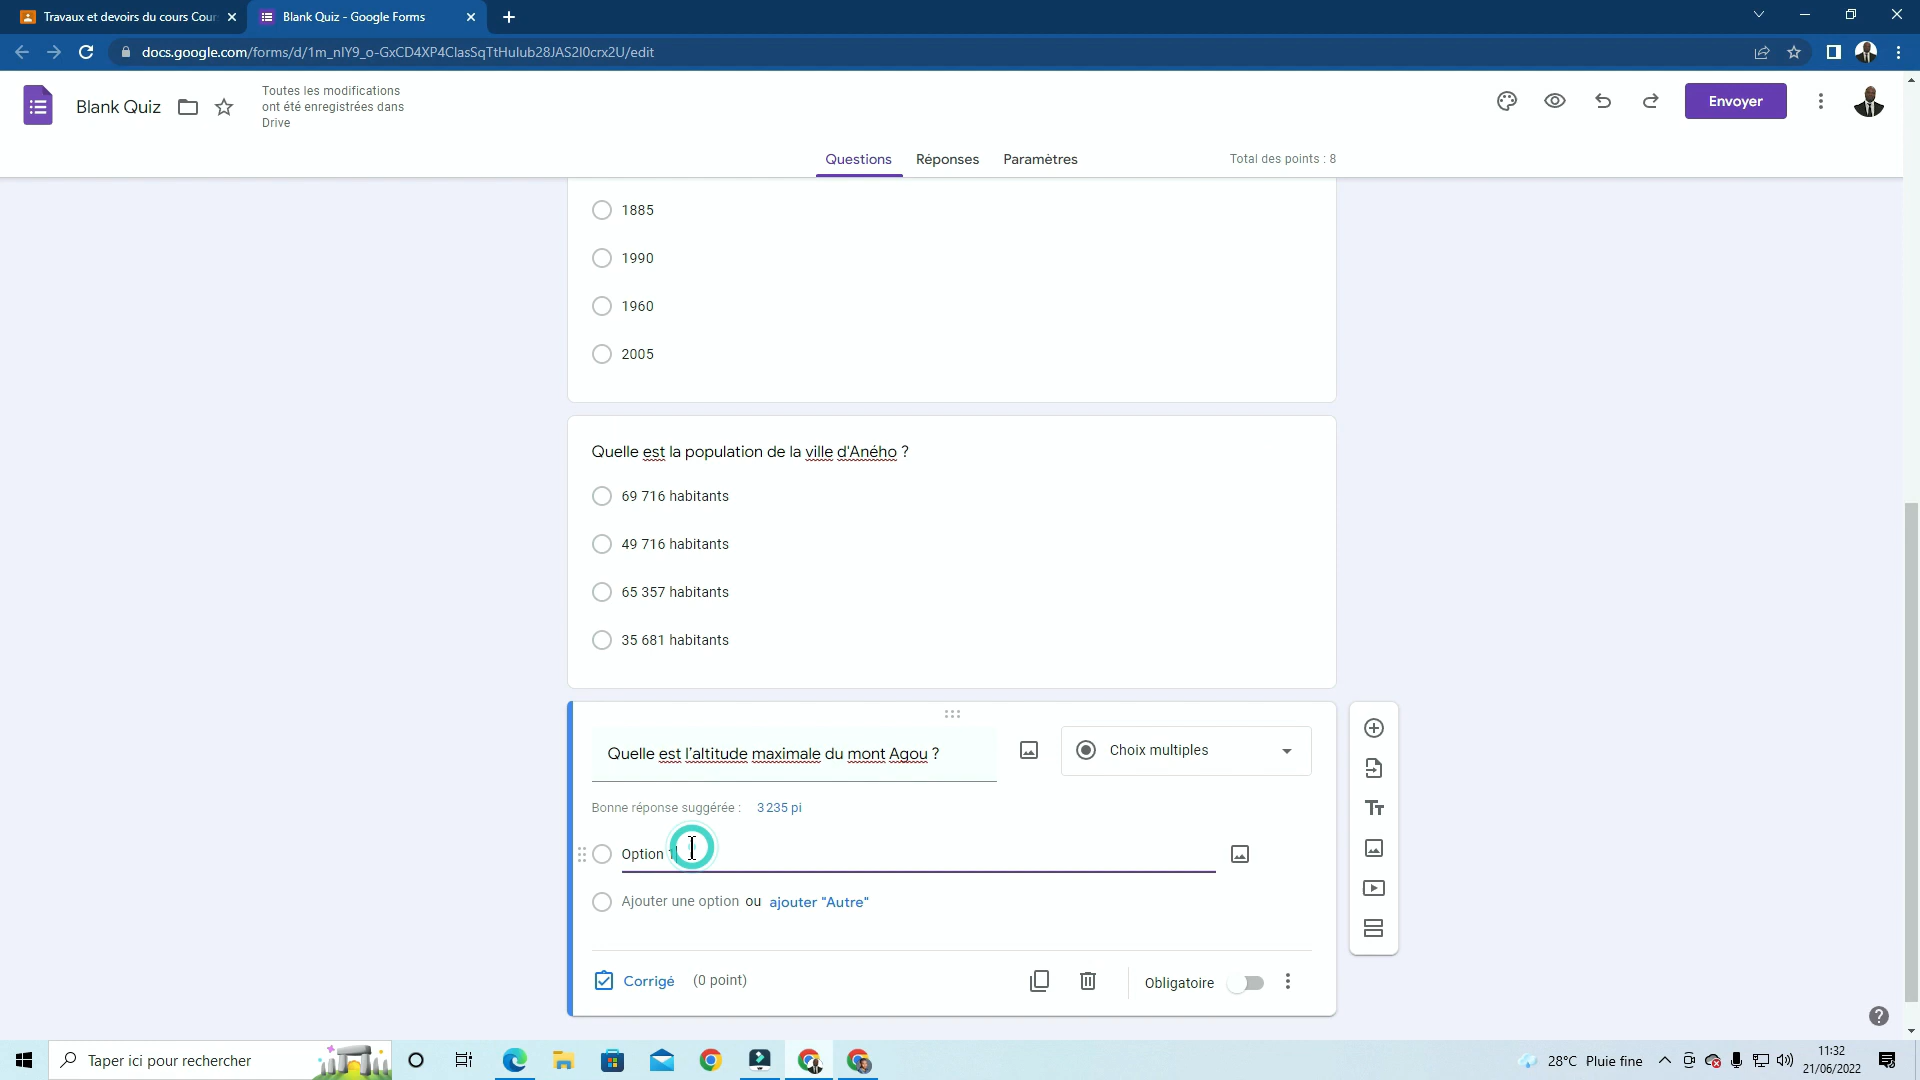 Travaux et devoirs du cours Cour
Blank Quiz - Google Forms
docs.google.com/forms/d/1m_nIY9_o-GxCD4XP4ClasSqTtHulub28JAS2I0crx2U/edit
Blank Quiz
Toutes les modifications
ont été enregistrées dans
Drive
Envoyer
Questions
Réponses
Paramètres
Total des points : 8
1885
1990
1960
2005
Quelle est la population de la ville d'Aného ?
69 716 habitants
49 716 habitants
65 357 habitants
35 681 habitants
Quelle est l'altitude maximale du mont Agou ?
Choix multiples
Bonne réponse suggérée : 3 235 pi
Option 1
Ajouter une option ou ajouter "Autre"
Corrigé (0 point)
Obligatoire
Taper ici pour rechercher
28°C Pluie fine
11:32
21/06/2022